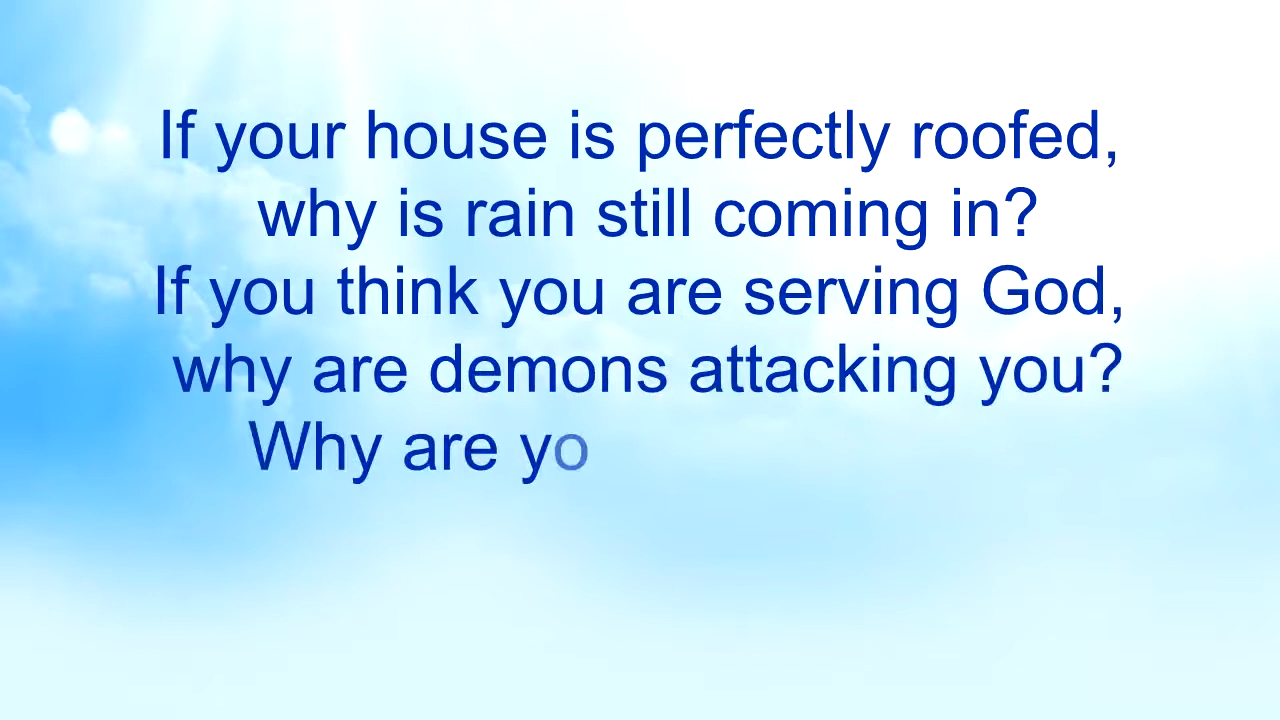 If your house is perfectly roofed,
why is rain still coming in?
If you think you are serving God,
why are demons attacking you?
Why are yo